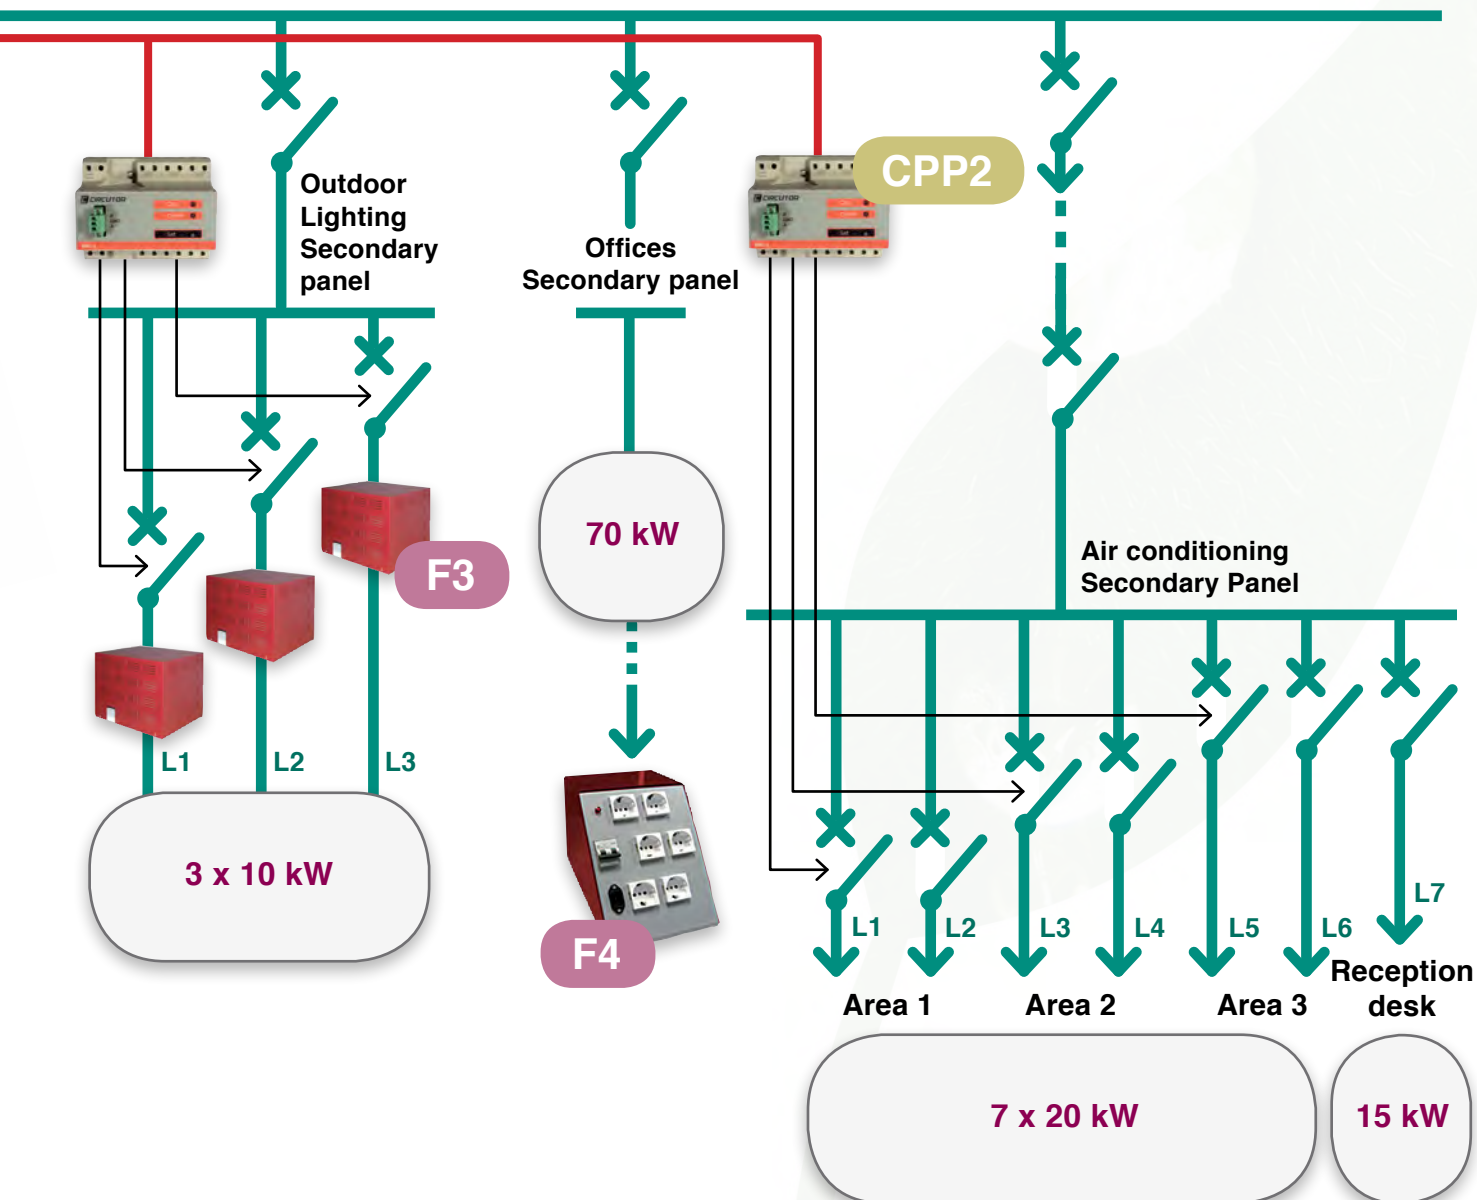 CPP2
CIRCUTOR
CIRCUTOR
Outdoor
Lighting
Secondary
panel
Offices
Secondary panel
70 kW
F3
Air conditioning
Secondary Panel
L1
L2
L3
3 x 10 kW
F4
L1
L2
L3
L4
L5
L6
L7
Area 1
Area 2
Area 3
Reception
desk
7 x 20 kW
15 kW